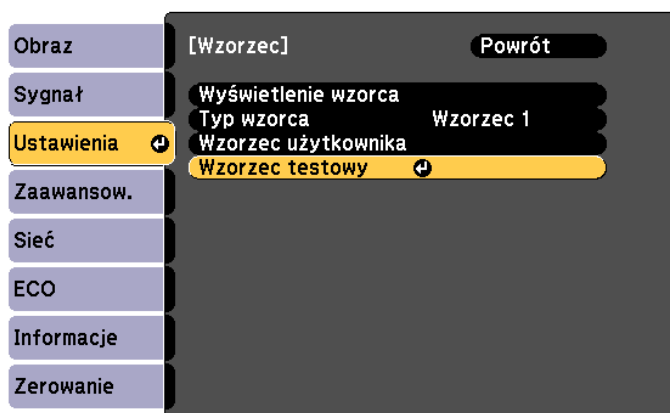 Obraz
Sygnał
Ustawienia
Zaawansow.
Sieć
ECO
Informacje
Zerowanie
[Wzorzec] Powrót
Wyświetlenie wzorca
Typ wzorca Wzorzec 1
Wzorzec użytkownika
Wzorzec testowy